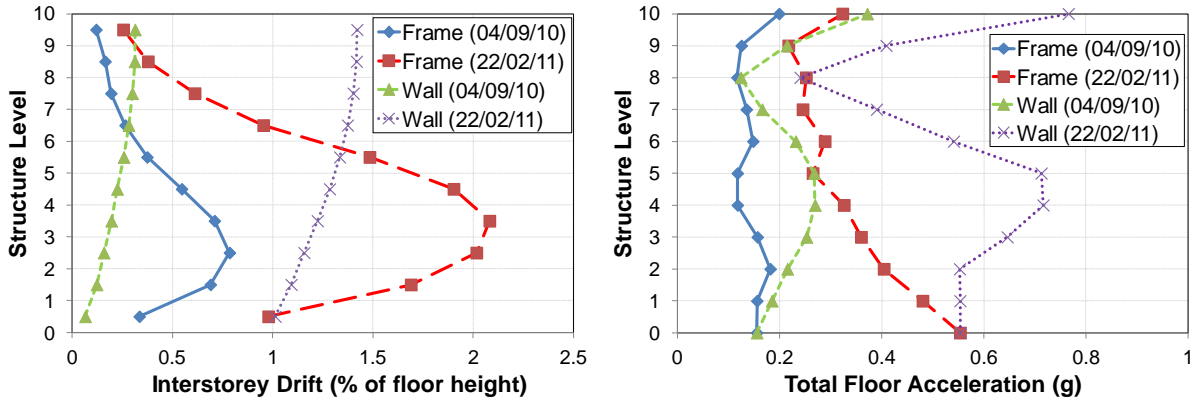 10
9
8
7
6
5
4
3
2
1
0
Structure Level
0 0.5 1 1.5 2 2.5
Interstorey Drift (% of floor height)
Frame (04/09/10)
Frame (22/02/11)
Wall (04/09/10)
Wall (22/02/11)
10
9
8
7
6
5
4
3
2
1
0
Structure Level
0 0.2 0.4 0.6 0.8 1
Total Floor Acceleration (g)
Frame (04/09/10)
Frame (22/02/11)
Wall (04/09/10)
Wall (22/02/11)